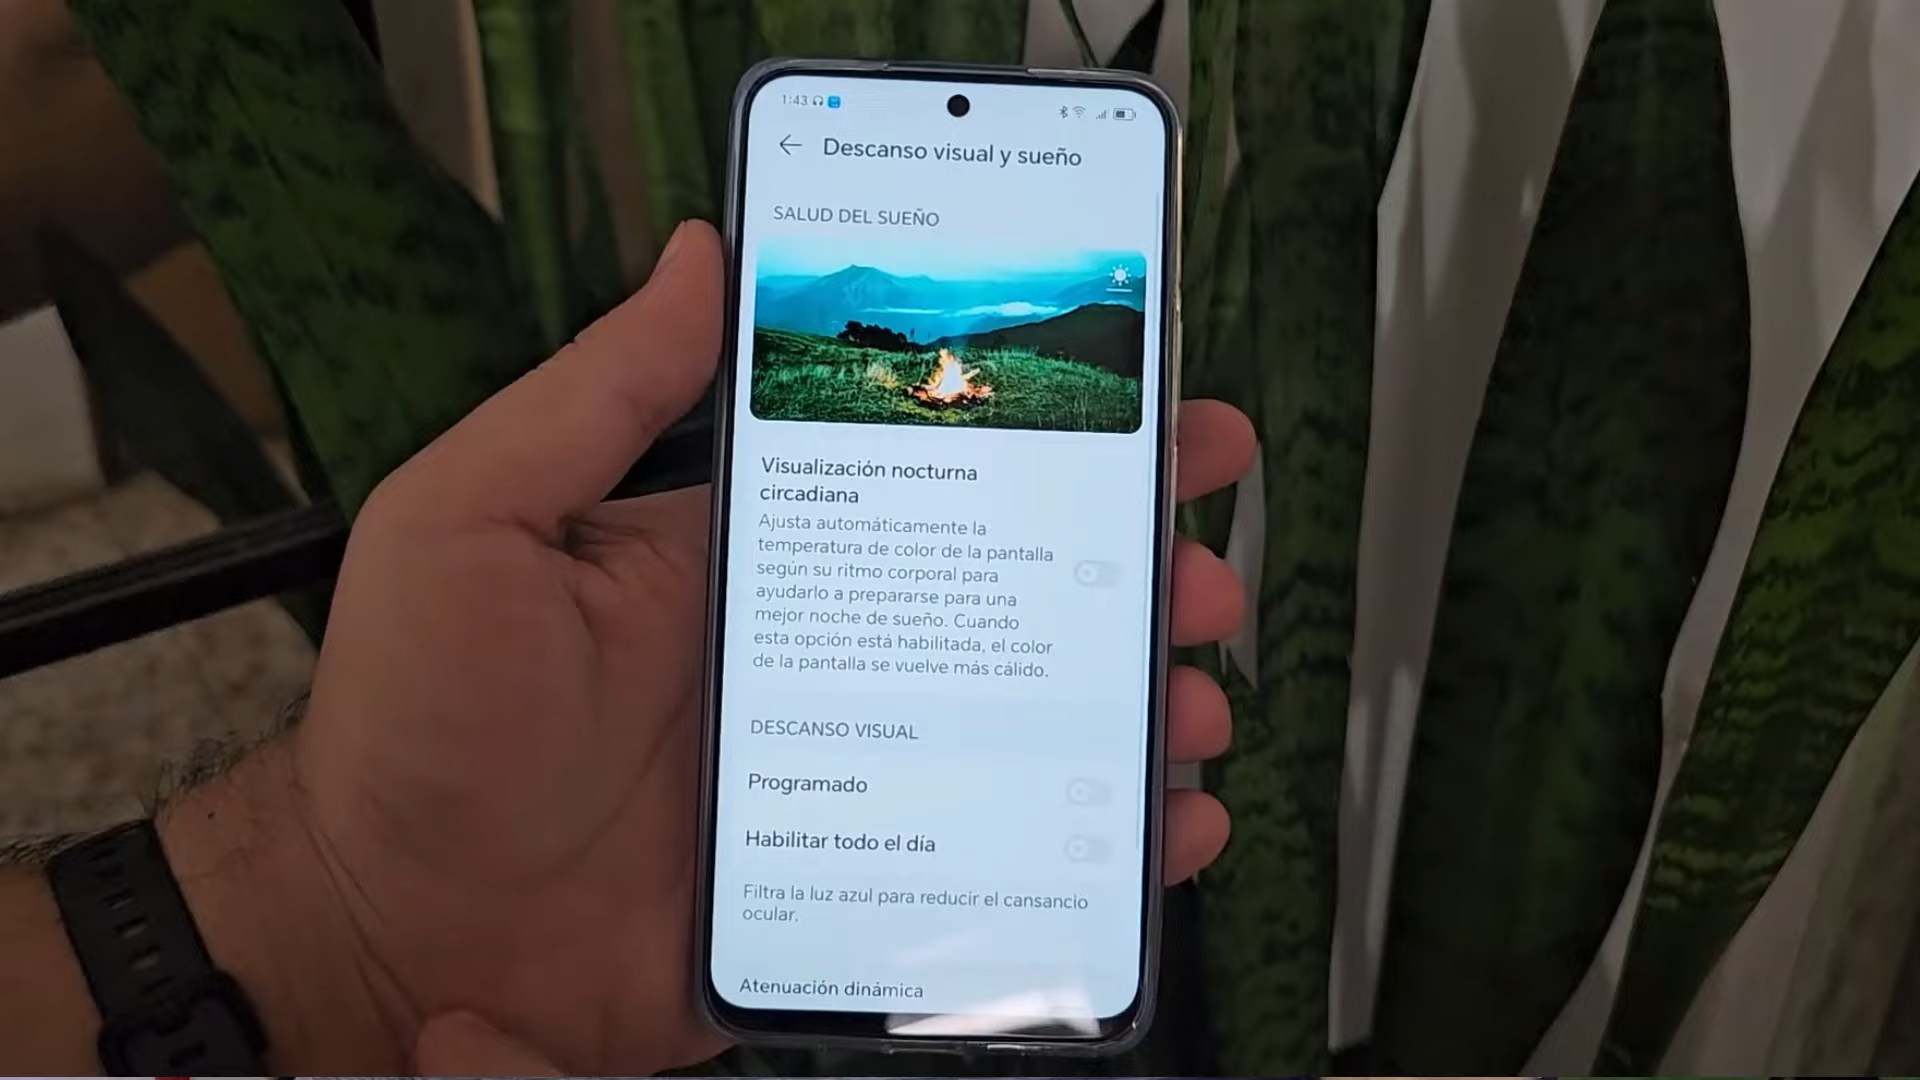 1:43
Descanso visual y sueño
SALUD DEL SUEÑO
Visualización nocturna
circadiana
Ajusta automáticamente la
temperatura de color de la pantalla
según su ritmo corporal para
ayudarlo a prepararse para una
mejor noche de sueño. Cuando
esta opción está habilitada, el color
de la pantalla se vuelve más cálido.
DESCANSO VISUAL
Programado
Habilitar todo el día
Filtra la luz azul para reducir el cansancio
ocular.
Atenuación dinámica